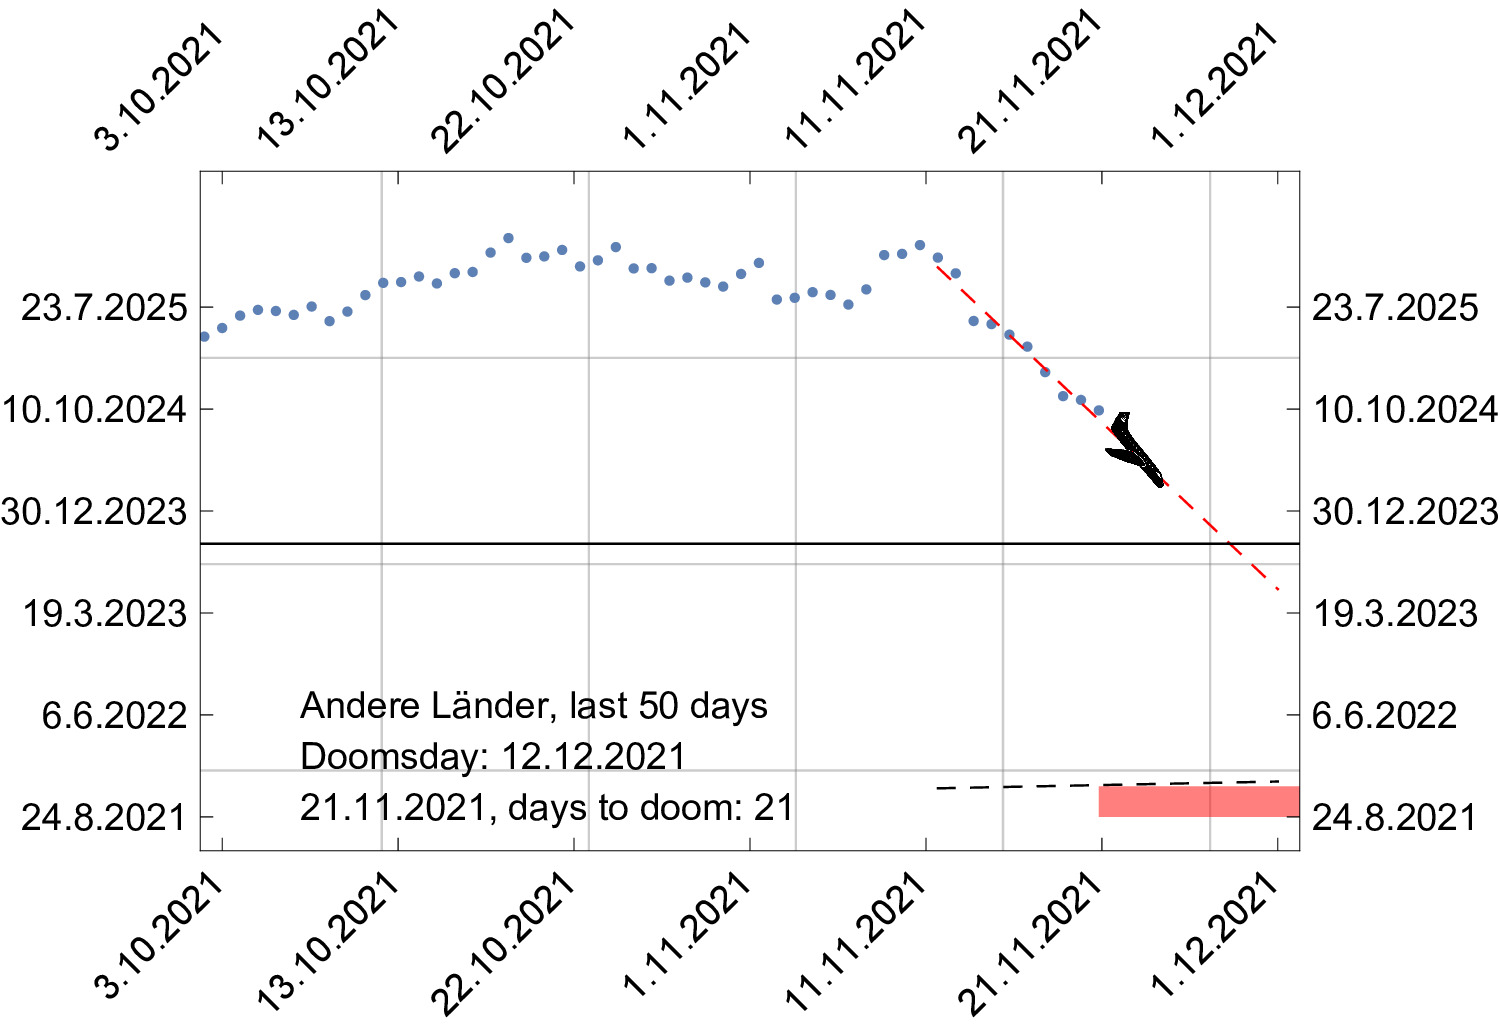 3.10.2021 13.10.2021 22.10.2021 1.11.2021 11.11.2021 21.11.2021 1.12.2021
23.7.2025 23.7.2025
10.10.2024 10.10.2024
30.12.2023 30.12.2023
19.3.2023 19.3.2023
6.6.2022 6.6.2022
24.8.2021 24.8.2021
Andere Länder, last 50 days
Doomsday: 12.12.2021
21.11.2021, days to doom: 21
3.10.2021 13.10.2021 22.10.2021 1.11.2021 11.11.2021 21.11.2021 1.12.2021